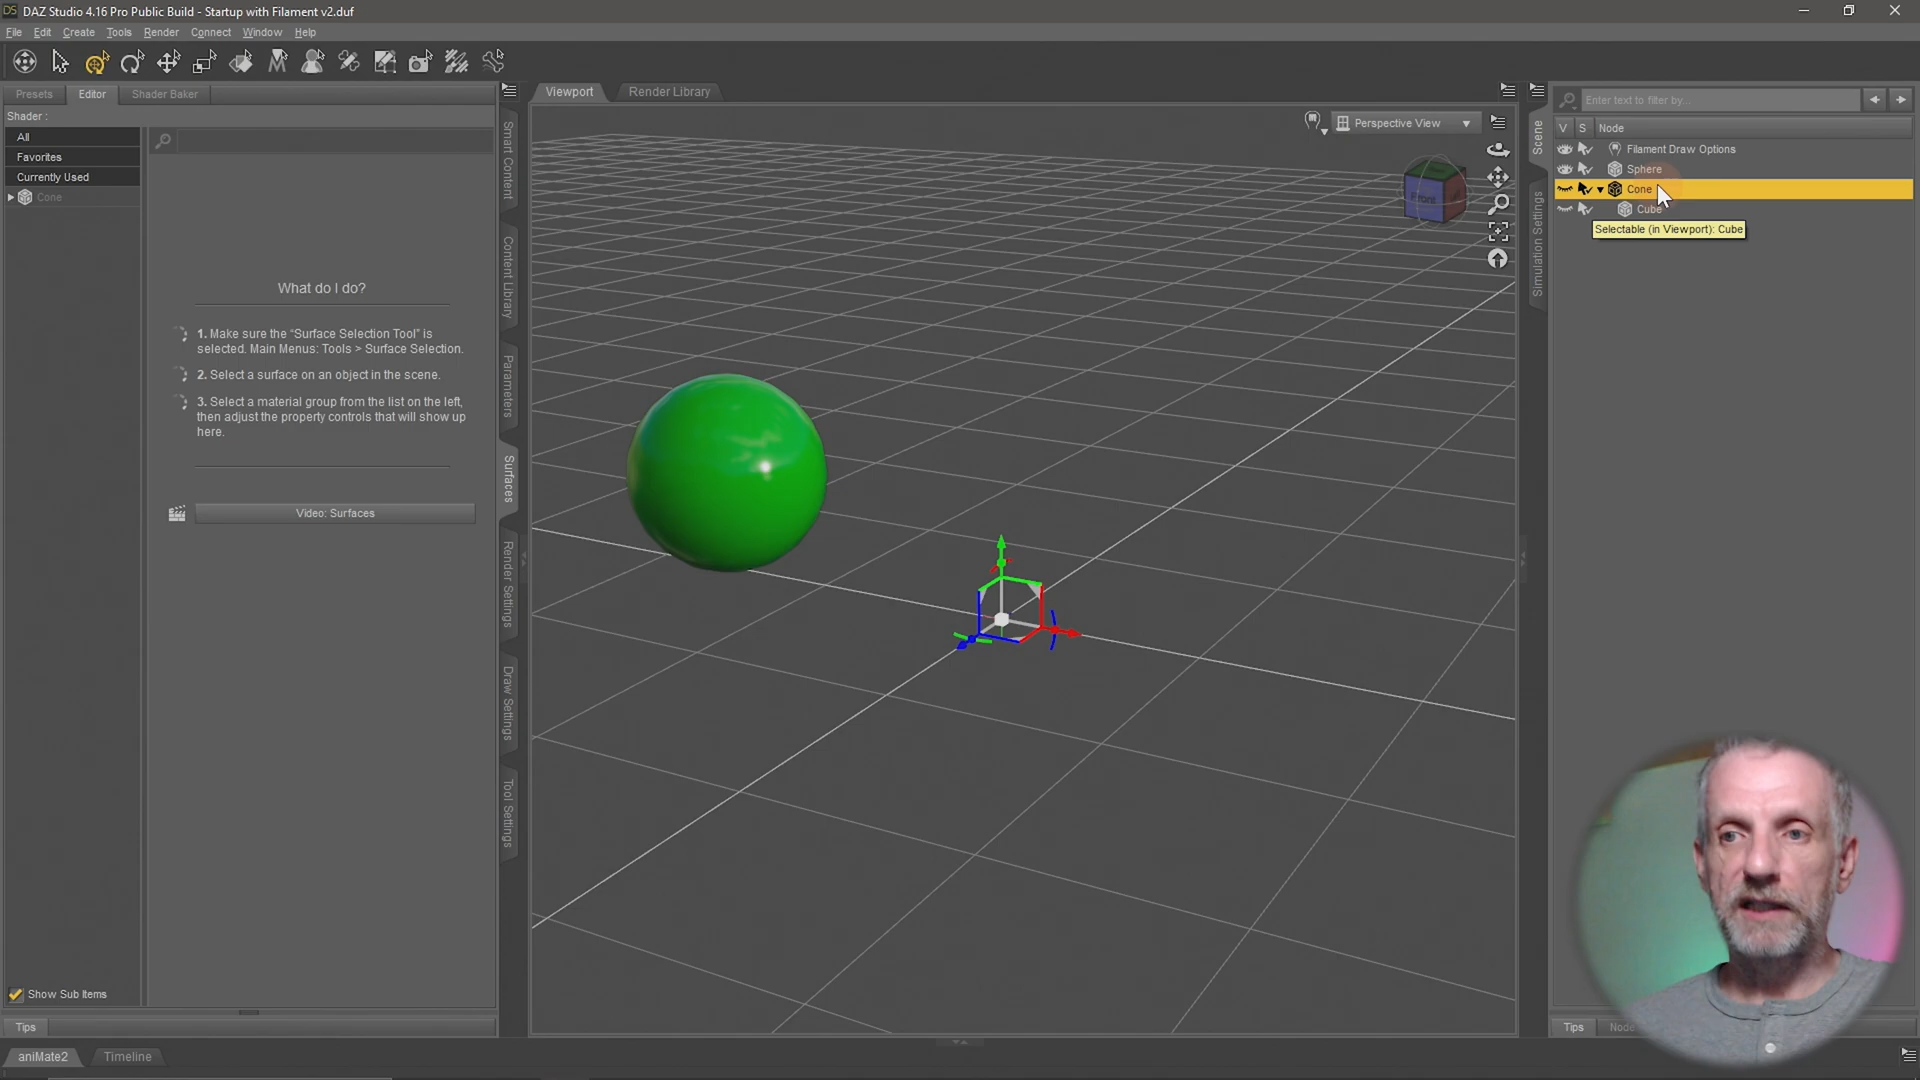 DAZ Studio 4.16 Pro Public Build - Startup with Filament v2.duf
File Edit Create Tools Render Connect Window Help
Presets Editor Shader Baker
Shader :
All
Favorites
Currently Used
Cone
What do I do?
1. Make sure the “Surface Selection Tool” is
selected. Main Menus: Tools > Surface Selection.
2. Select a surface on an object in the scene.
3. Select a material group from the list on the left,
then adjust the property controls that will show up
here.
Video: Surfaces
Show Sub Items
Tips
aniMate2 Timeline
Smart Content
Content Library
Parameters
Surfaces
Render Settings
Draw Settings
Tool Settings
Viewport Render Library
Perspective View
Front
Scene
Simulation Settings
Enter text to filter by...
V S Node
Filament Draw Options
Sphere
Cone
Cube
Selectable (in Viewport): Cube
Tips Node